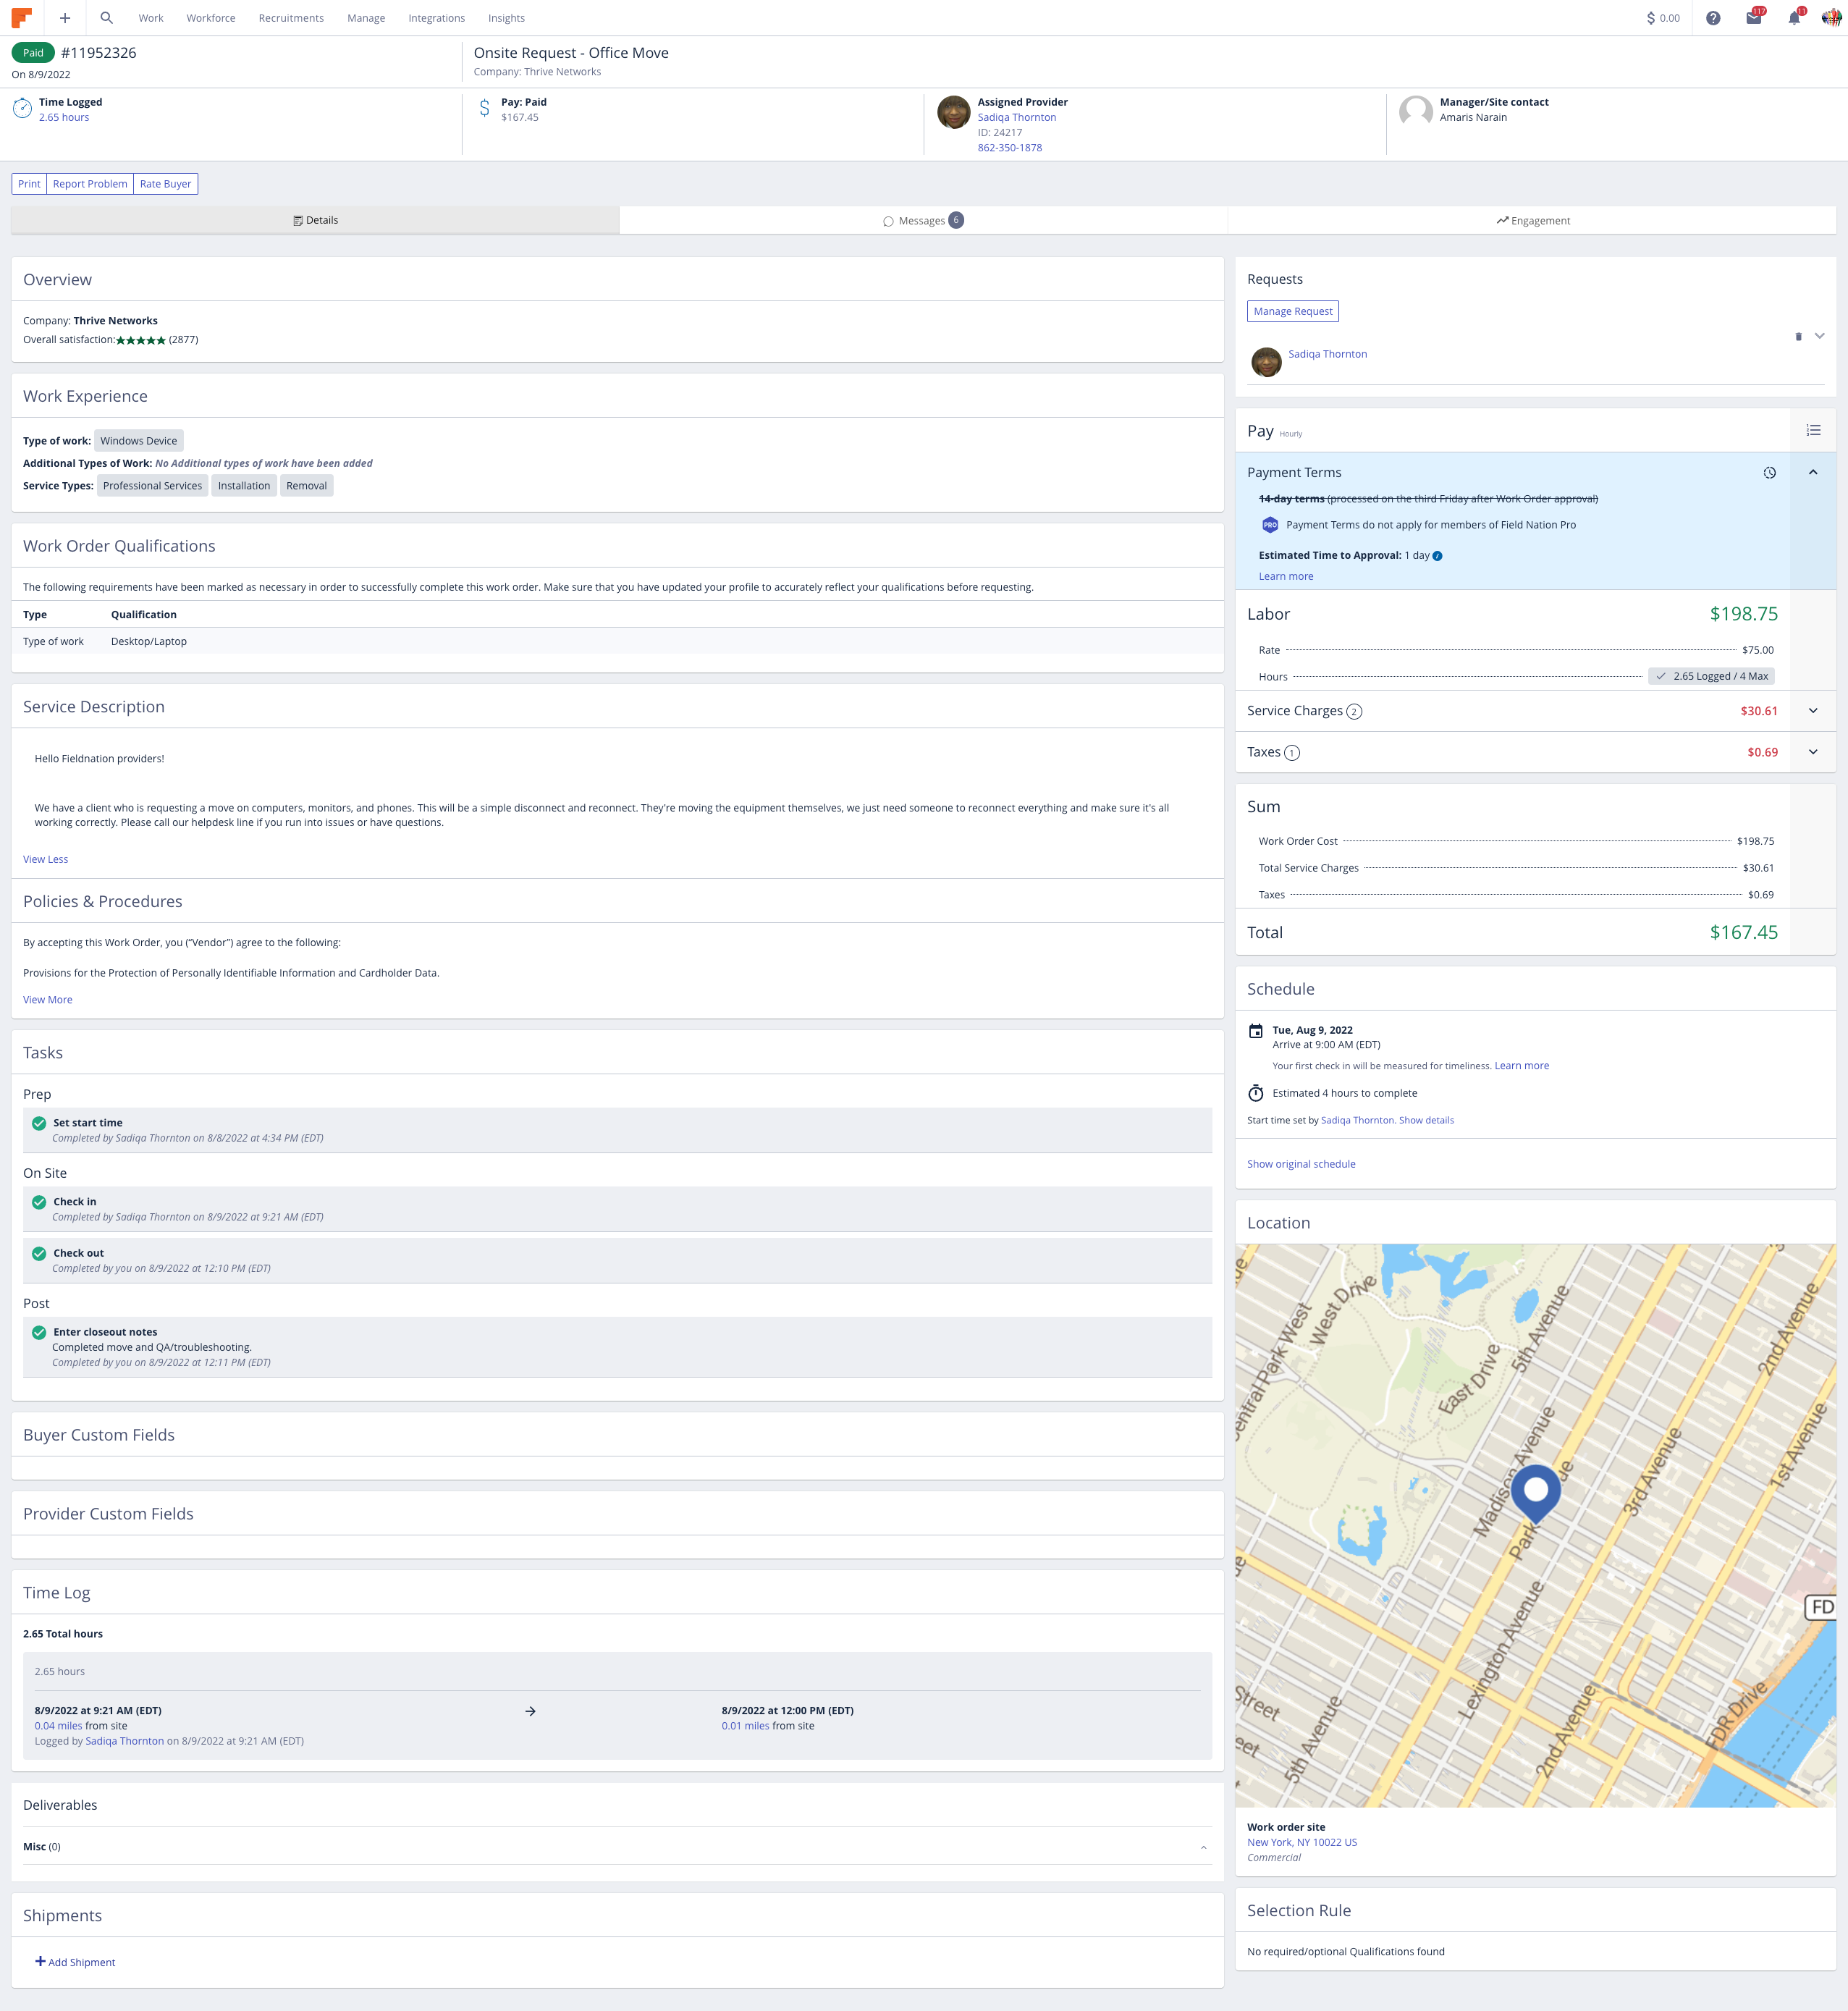 Work Workforce Recruitments Manage Integrations Insights
$ 0.00 117 11
Paid #11952326
On 8/9/2022
Onsite Request - Office Move
Company: Thrive Networks
Time Logged
2.65 hours
Pay: Paid
$167.45
Assigned Provider
Sadiqa Thornton
ID: 24217
862-350-1878
Manager/Site contact
Amaris Narain
Print Report Problem Rate Buyer
Details Messages 6 Engagement
Overview
Company: Thrive Networks
Overall satisfaction:★★★★★ (2877)
Work Experience
Type of work: Windows Device
Additional Types of Work: No Additional types of work have been added
Service Types: Professional Services Installation Removal
Work Order Qualifications
The following requirements have been marked as necessary in order to successfully complete this work order. Make sure that you have updated your profile to accurately reflect your qualifications before requesting.
Type Qualification
Type of work Desktop/Laptop
Service Description
Hello Fieldnation providers!
We have a client who is requesting a move on computers, monitors, and phones. This will be a simple disconnect and reconnect. They're moving the equipment themselves, we just need someone to reconnect everything and make sure it's all
working correctly. Please call our helpdesk line if you run into issues or have questions.
View Less
Policies & Procedures
By accepting this Work Order, you (“Vendor”) agree to the following:
Provisions for the Protection of Personally Identifiable Information and Cardholder Data.
View More
Tasks
Prep
Set start time
Completed by Sadiqa Thornton on 8/8/2022 at 4:34 PM (EDT)
On Site
Check in
Completed by Sadiqa Thornton on 8/9/2022 at 9:21 AM (EDT)
Check out
Completed by you on 8/9/2022 at 12:10 PM (EDT)
Post
Enter closeout notes
Completed move and QA/troubleshooting.
Completed by you on 8/9/2022 at 12:11 PM (EDT)
Buyer Custom Fields
Provider Custom Fields
Time Log
2.65 Total hours
2.65 hours
8/9/2022 at 9:21 AM (EDT) → 8/9/2022 at 12:00 PM (EDT)
0.04 miles from site 0.01 miles from site
Logged by Sadiqa Thornton on 8/9/2022 at 9:21 AM (EDT)
Deliverables
Misc (0)
Shipments
+ Add Shipment
Requests
Manage Request
Sadiqa Thornton
Pay Hourly
Payment Terms
14-day terms (processed on the third Friday after Work Order approval)
PRO Payment Terms do not apply for members of Field Nation Pro
Estimated Time to Approval: 1 day i
Learn more
Labor $198.75
Rate $75.00
Hours 2.65 Logged / 4 Max
Service Charges 2 $30.61
Taxes 1 $0.69
Sum
Work Order Cost $198.75
Total Service Charges $30.61
Taxes $0.69
Total $167.45
Schedule
Tue, Aug 9, 2022
Arrive at 9:00 AM (EDT)
Your first check in will be measured for timeliness. Learn more
Estimated 4 hours to complete
Start time set by Sadiqa Thornton. Show details
Show original schedule
Location
West Drive
entral Park West
5th Avenue
2nd Avenue
East Drive
Madison Avenue
3rd Avenue
1st Avenue
Park
ue
Lexington Avenue
FD
Street
eet
5th Avenue
2nd Avenue
FDR Drive
Work order site
New York, NY 10022 US
Commercial
Selection Rule
No required/optional Qualifications found